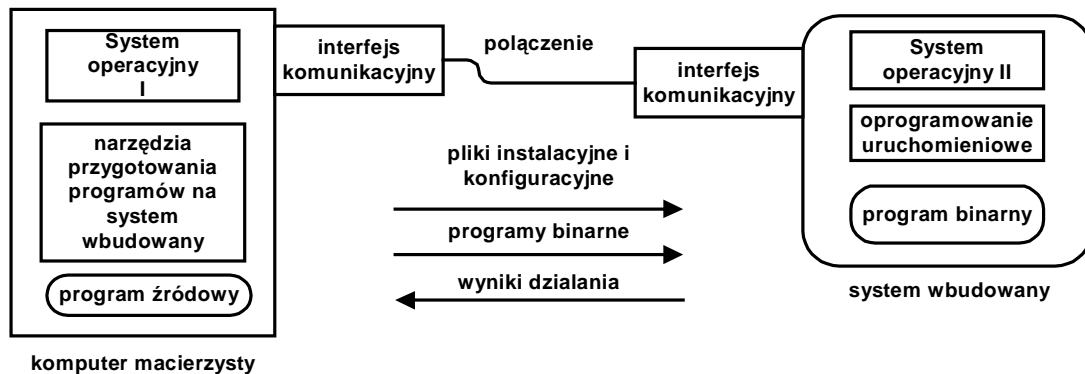 System
operacyjny
I
narzędzia
przygotowania
programów na
system
wbudowany
program źródowy
komputer macierzysty
interfejs
komunikacyjny
polączenie
interfejs
komunikacyjny
pliki instalacyjne i
konfiguracyjne
programy binarne
wyniki dzialania
System
operacyjny II
oprogramowanie
uruchomieniowe
program binarny
system wbudowany